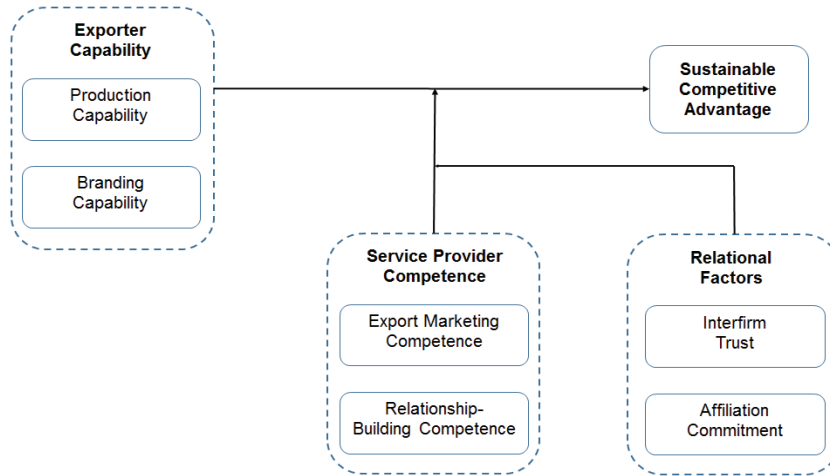 Exporter
Capability
Production
Capability
Branding
Capability
Sustainable
Competitive
Advantage
Service Provider
Competence
Export Marketing
Competence
Relationship-
Building Competence
Relational
Factors
Interfirm
Trust
Affiliation
Commitment